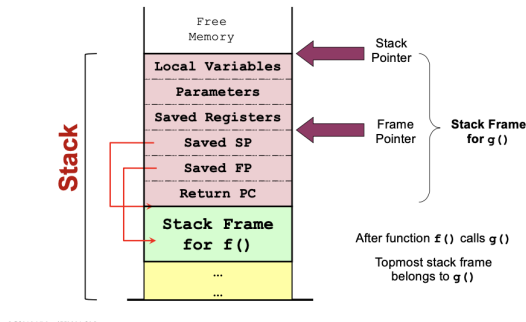 Free
Memory
Stack
Pointer
Local Variables
Parameters
Saved Registers
Frame
Pointer
Stack Frame
for g()
Saved SP
Saved FP
Return PC
Stack
Stack Frame
for f()
After function f() calls g()
Topmost stack frame
belongs to g()
...
...